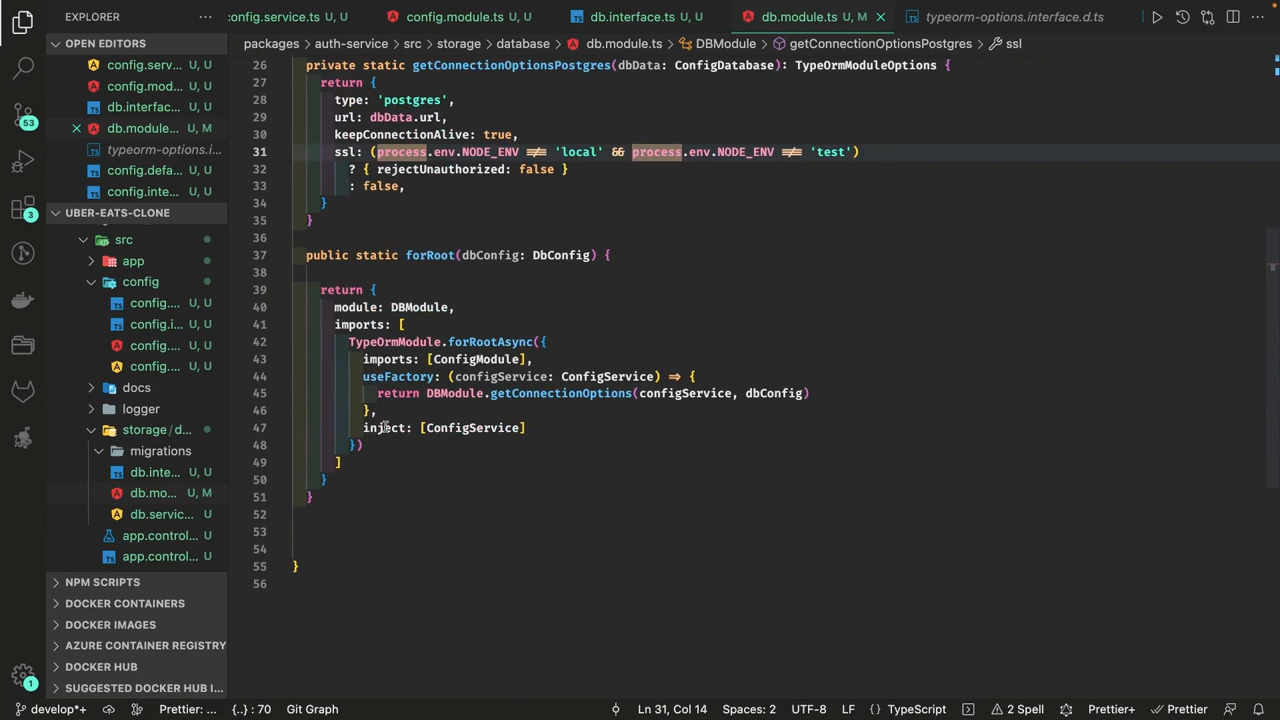 EXPLORER
···
config.service.ts U
config.module.ts U
db.interface.ts U
db.module.ts U, M
typeorm-options.interface.d.ts
OPEN EDITORS
packages > auth-service > src > storage > database > db.module.ts > DBModule > getConnectionOptionsPostgres > ssl
config.serv... U
config.mod... U
db.interfac... U
db.module... U, M
typeorm-options.i...
config.defa... U
config.inte... U
UBER-EATS-CLONE
src
app
config
config.... U
config.i... U
config.... U
config.... U
docs
logger
storage/d...
migrations
db.inte... U
db.mo... M
db.servic... U
app.control... U
app.control... U
NPM SCRIPTS
DOCKER CONTAINERS
DOCKER IMAGES
AZURE CONTAINER REGISTRY
DOCKER HUB
SUGGESTED DOCKER HUB I...
53
3
1
26 private static getConnectionOptionsPostgres(dbData: ConfigDatabase): TypeOrmModuleOptions {
27 return {
28 type: 'postgres',
29 url: dbData.url,
30 keepConnectionAlive: true,
31 ssl: (process.env.NODE_ENV !== 'local' && process.env.NODE_ENV !== 'test')
32 ? { rejectUnauthorized: false }
33 : false,
34 }
35 }
36
37 public static forRoot(dbConfig: DbConfig) {
38
39 return {
40 module: DBModule,
41 imports: [
42 TypeOrmModule.forRootAsync({
43 imports: [ConfigModule],
44 useFactory: (configService: ConfigService) => {
45 return DBModule.getConnectionOptions(configService, dbConfig)
46 },
47 inject: [ConfigService]
48 })
49 ]
50 }
51 }
52
53
54
55 }
56
develop*+
Prettier: ...
{..} : 70
Git Graph
Ln 31, Col 14
Spaces: 2
UTF-8
LF
TypeScript
2 Spell
Prettier+
Prettier